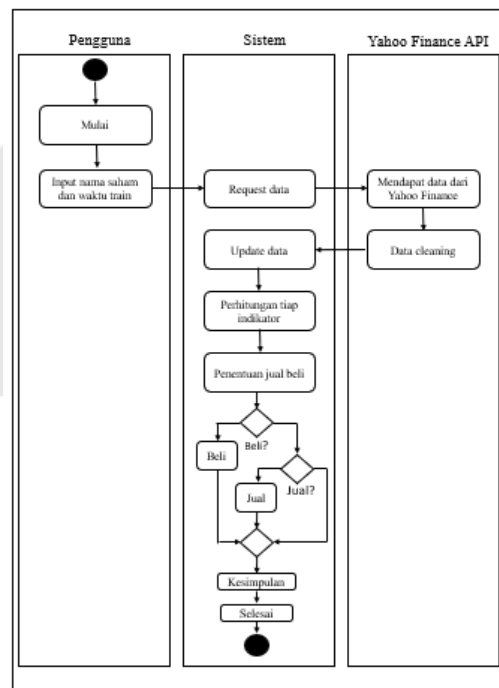 Pengguna
Sistem
Yahoo Finance API
Mulai
Input nama saham
dan waktu train
Request data
Mendapat data dari
Yahoo Finance
Update data
Data cleaning
Perhitungan tiap
indikator
Penentuan jual beli
Beli?
Beli
Jual?
Jual
Kesimpulan
Selesai